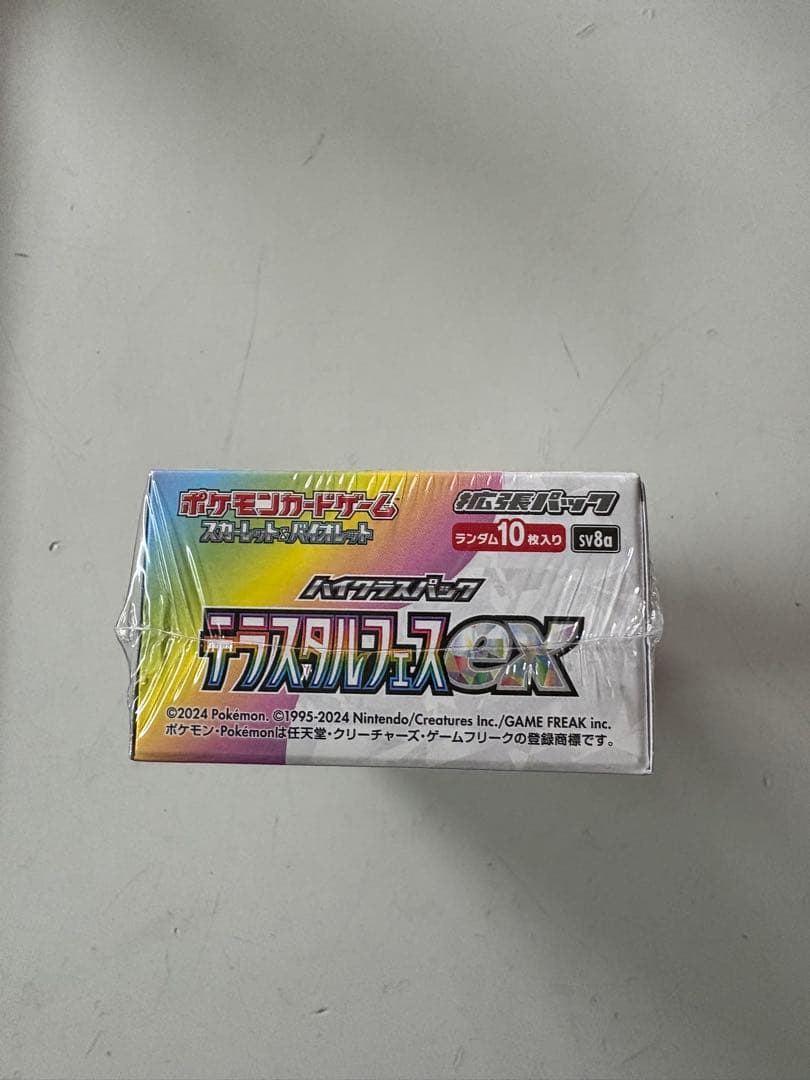 ポケモンカードゲーム
スカーレット&バイオレット
拡張パック
ランダム10枚入り SV8a
ハイクラスパック
テラスタルフェスex
©2024 Pokémon. ©1995-2024 Nintendo/Creatures Inc./GAME FREAK inc.
ポケモン・Pokémonは任天堂・クリーチャーズ・ゲームフリークの登録商標です。